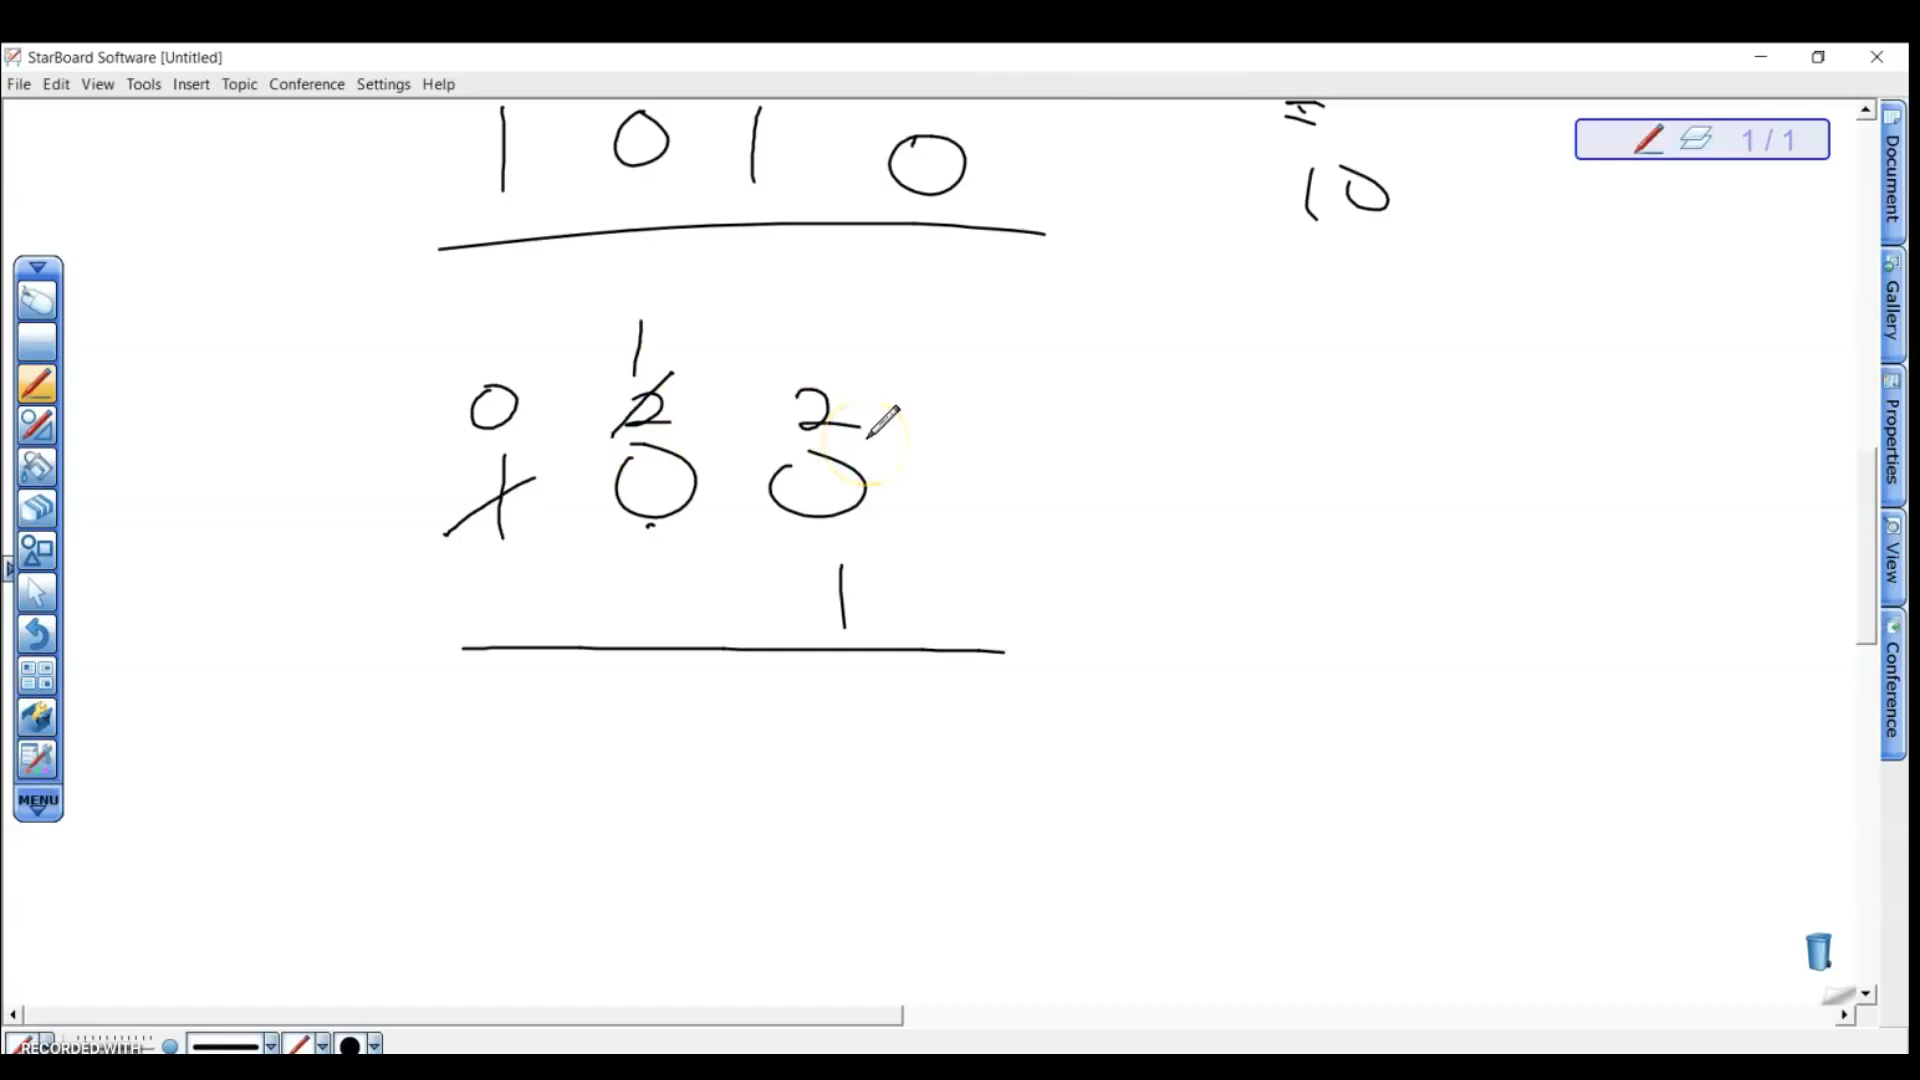 StarBoard Software [Untitled]
File Edit View Tools Insert Topic Conference Settings Help
1 0 1 0
10
1 / 1
1
0 2 2
1 0 0
1
Document
Gallery
Properties
View
Conference
MENU
RECORDED WITH